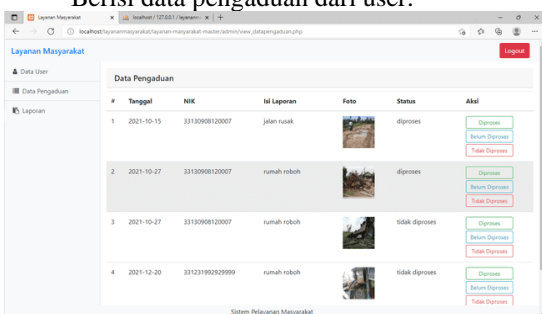 Berisi data pengaduan dari user.
Layanan Masyarakat
localhost / 127.0.0.1 / layananm
localhost/layananmasyarakat/layanan-masyarakat-master/admin/view_datapengaduan.php
Layanan Masyarakat
Logout
Data User
Data Pengaduan
Laporan
Data Pengaduan
# Tanggal NIK Isi Laporan Foto Status Aksi
1 2021-10-15 33130908120007 jalan rusak diproses Diproses
Belum Diproses
Tidak Diproses
2 2021-10-27 33130908120007 rumah roboh diproses Diproses
Belum Diproses
Tidak Diproses
3 2021-10-27 33130908120007 rumah roboh tidak diproses Diproses
Belum Diproses
Tidak Diproses
4 2021-12-20 331231992929999 rumah roboh tidak diproses Diproses
Belum Diproses
Tidak Diproses
Sistem Pelayanan Masyarakat